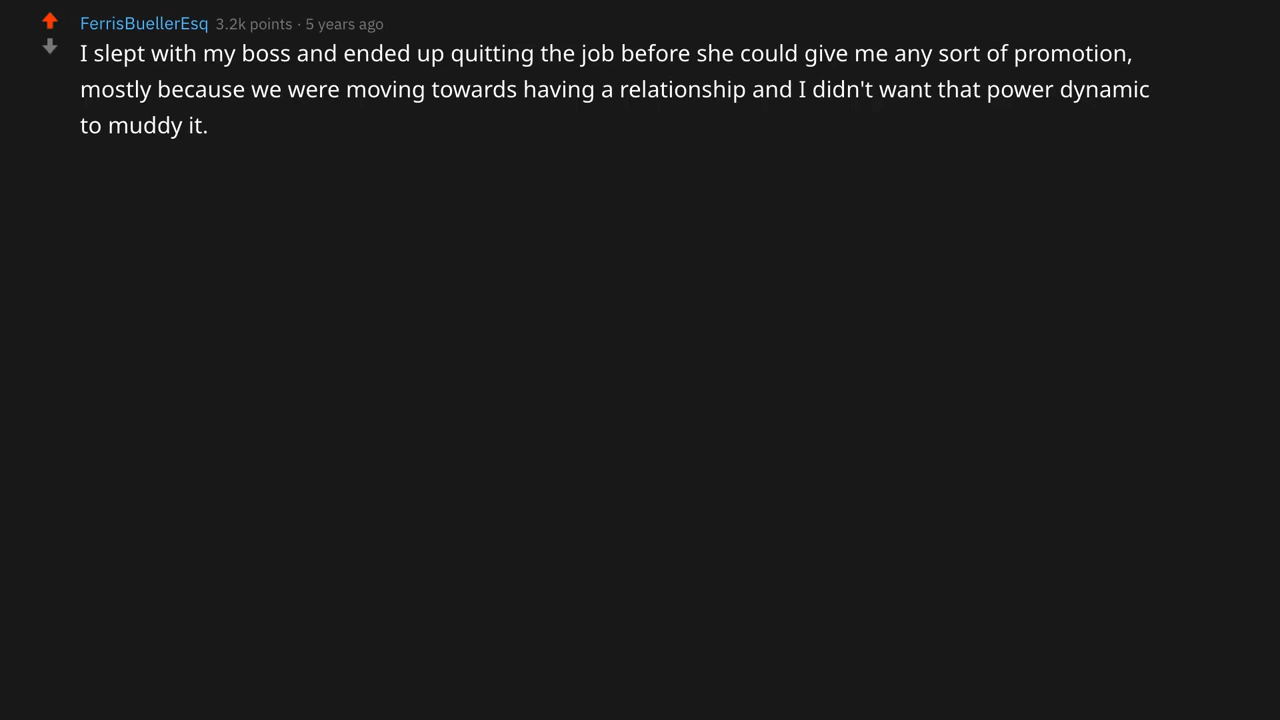 FerrisBuellerEsq 3.2k points · 5 years ago
I slept with my boss and ended up quitting the job before she could give me any sort of promotion,
mostly because we were moving towards having a relationship and I didn't want that power dynamic
to muddy it.